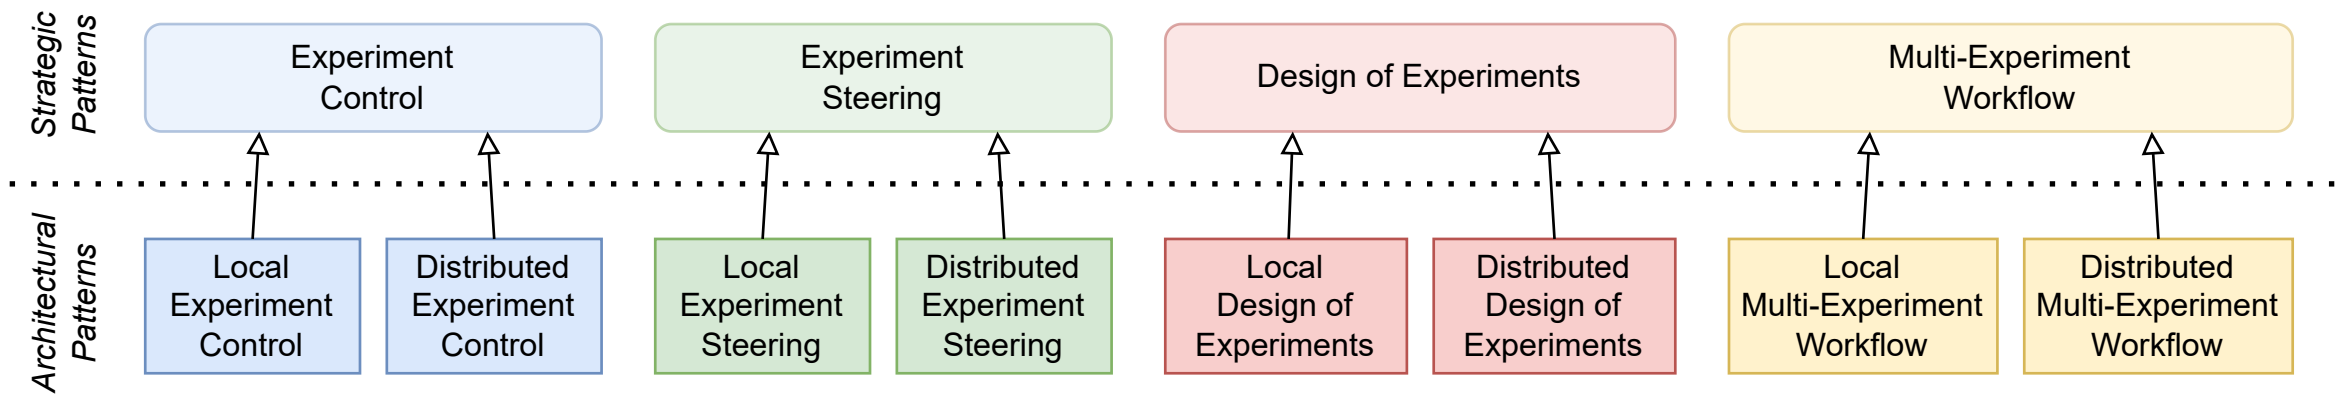 Strategic
Patterns
Experiment
Control
Experiment
Steering
Design of Experiments
Multi-Experiment
Workflow
Architectural
Patterns
Local
Experiment
Control
Distributed
Experiment
Control
Local
Experiment
Steering
Distributed
Experiment
Steering
Local
Design of
Experiments
Distributed
Design of
Experiments
Local
Multi-Experiment
Workflow
Distributed
Multi-Experiment
Workflow